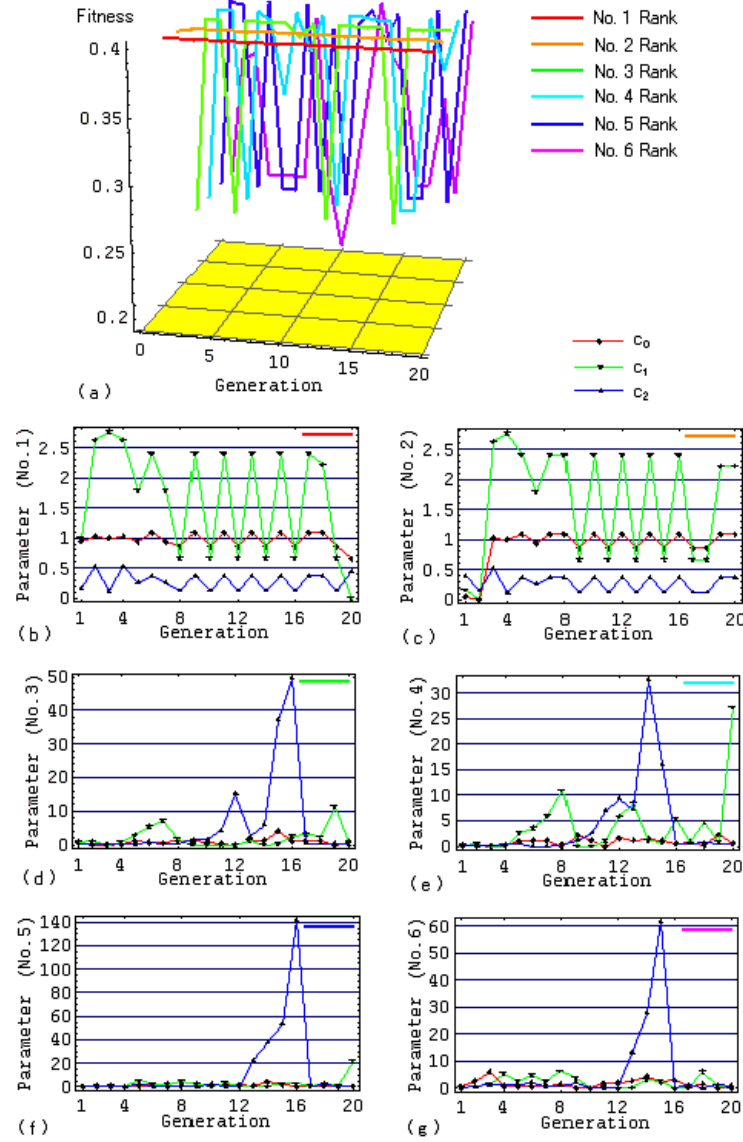 Fitness
0.4
0.35
0.3
0.25
0.2
0
5
10
15
20
Generation
(a)
No. 1 Rank
No. 2 Rank
No. 3 Rank
No. 4 Rank
No. 5 Rank
No. 6 Rank
C0
C1
C2
Parameter (No.1)
2.5
2
1.5
1
0.5
0
1 4 8 12 16 20
Generation
(b)
Parameter (No.2)
2.5
2
1.5
1
0.5
0
1 4 8 12 16 20
Generation
(c)
Parameter (No.3)
50
40
30
20
10
0
1 4 8 12 16 20
Generation
(d)
Parameter (No.4)
30
25
20
15
10
5
0
1 4 8 12 16 20
Generation
(e)
Parameter (No.5)
140
120
100
80
60
40
20
0
1 4 8 12 16 20
Generation
(f)
Parameter (No.6)
60
50
40
30
20
10
0
1 4 8 12 16 20
Generation
(g)